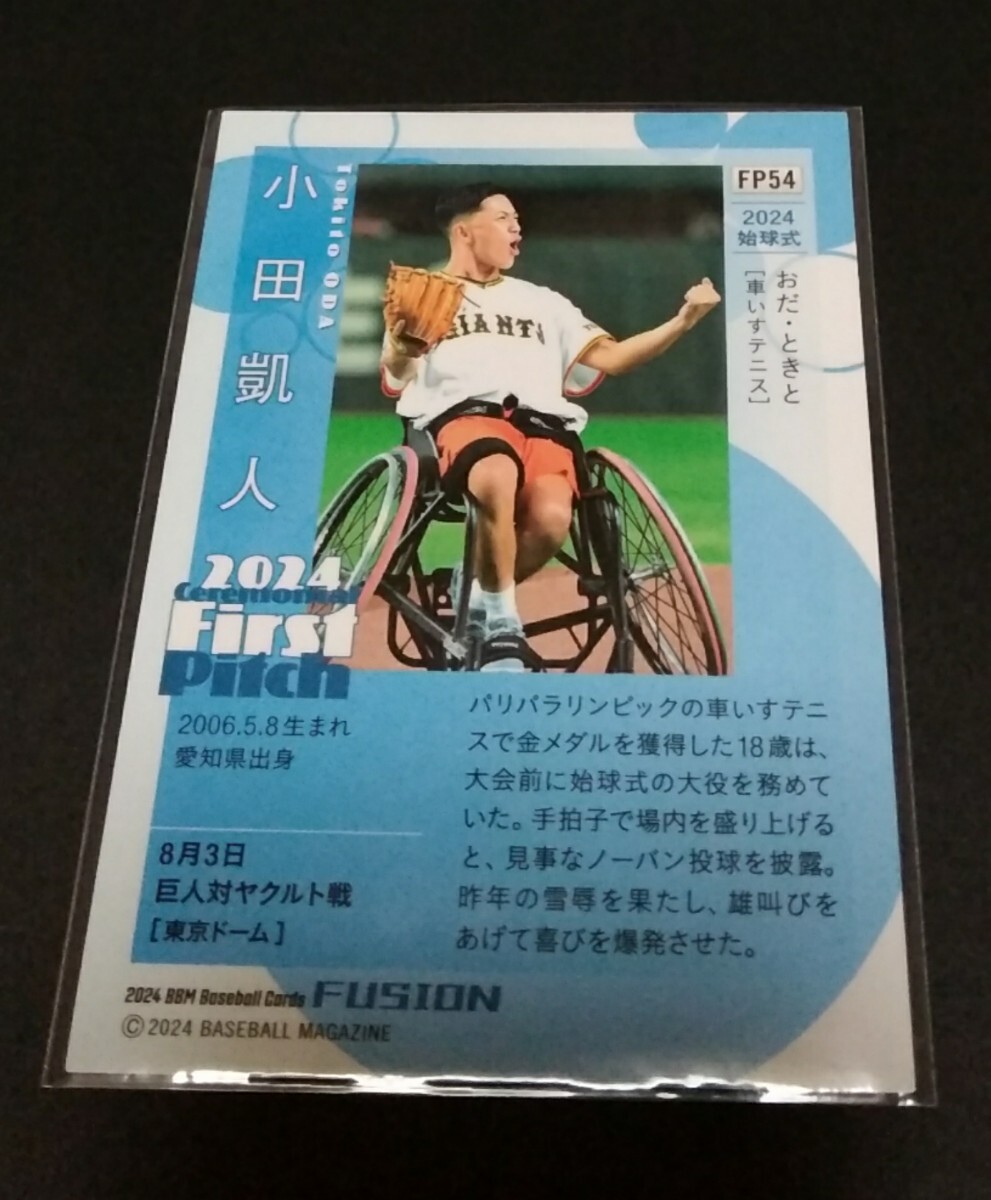 小田凱人
Tokito ODA
FP54
2024
始球式
おだ・ときと
[車いすテニス]
GIANTS
2024
Ceremonial
First
Pitch
2006.5.8生まれ
愛知県出身
8月3日
巨人対ヤクルト戦
[東京ドーム]
パリパラリンピックの車いすテニ
スで金メダルを獲得した18歳は、
大会前に始球式の大役を務めて
いた。手拍子で場内を盛り上げる
と、見事なノーバン投球を披露。
昨年の雪辱を果たし、雄叫びを
あげて喜びを爆発させた。
2024 BBM Baseball Cards FUSION
©2024 BASEBALL MAGAZINE